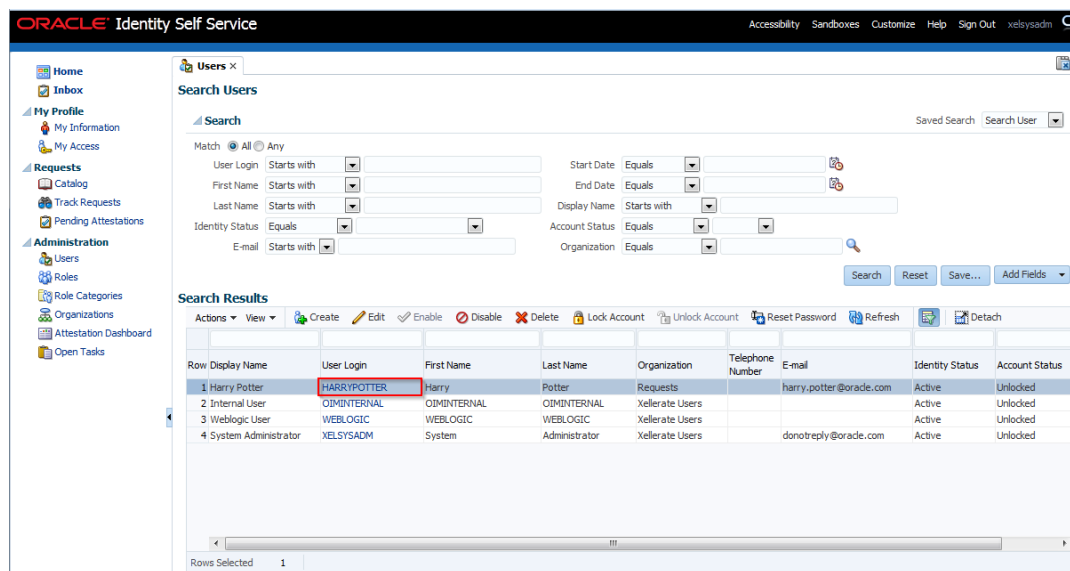 ORACLE Identity Self Service
Accessibility Sandboxes Customize Help Sign Out xelsysadm
Home
Inbox
My Profile
My Information
My Access
Requests
Catalog
Track Requests
Pending Attestations
Administration
Users
Roles
Role Categories
Organizations
Attestation Dashboard
Open Tasks
Users ×
Search Users
Search
Saved Search Search User
Match All Any
User Login Starts with Start Date Equals
First Name Starts with End Date Equals
Last Name Starts with Display Name Starts with
Identity Status Equals Account Status Equals
E-mail Starts with Organization Equals
Search Reset Save... Add Fields
Search Results
Actions View Create Edit Enable Disable Delete Lock Account Unlock Account Reset Password Refresh Detach
Row Display Name User Login First Name Last Name Organization Telephone Number E-mail Identity Status Account Status
1 Harry Potter HARRYPOTTER Harry Potter Requests harry.potter@oracle.com Active Unlocked
2 Internal User OIMINTERNAL OIMINTERNAL OIMINTERNAL Xellerate Users Active Unlocked
3 Weblogic User WEBLOGIC WEBLOGIC WEBLOGIC Xellerate Users Active Unlocked
4 System Administrator XELSYSADM System Administrator Xellerate Users donotreply@oracle.com Active Unlocked
Rows Selected 1